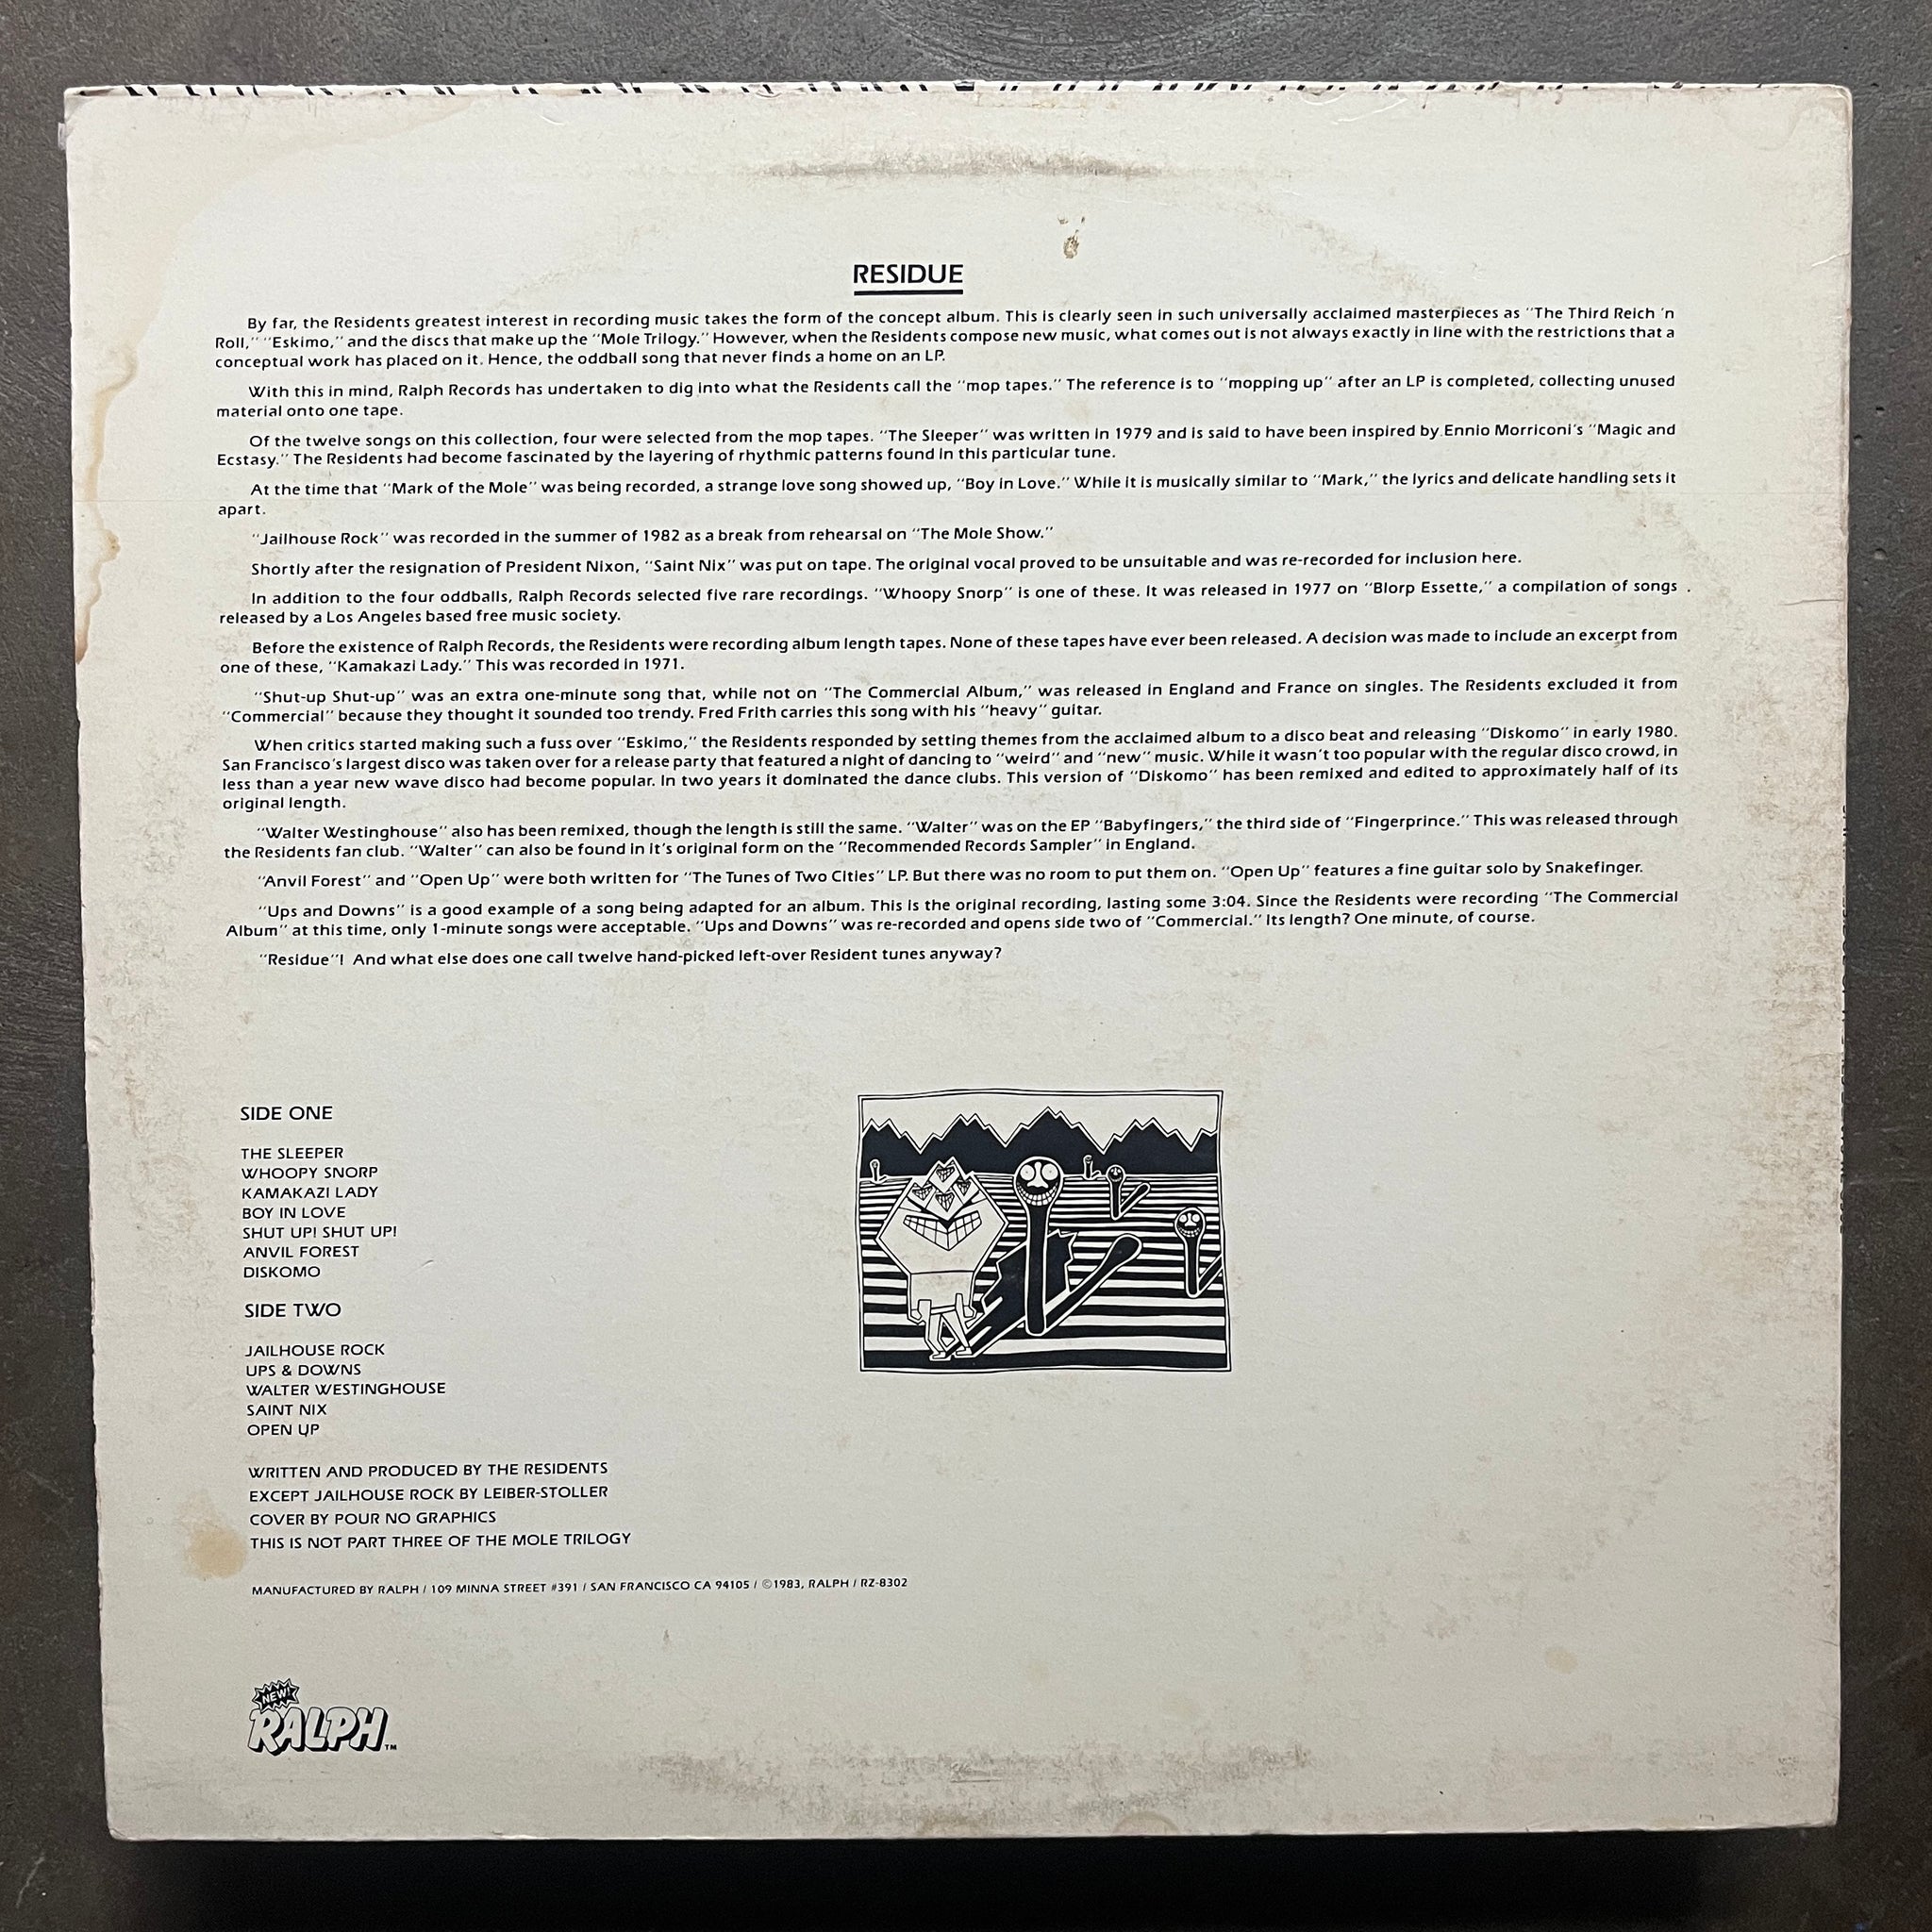 RESIDUE
By far, the Residents greatest interest in recording music takes the form of the concept album. This is clearly seen in such universally acclaimed masterpieces as "The Third Reich 'n
Roll," "Eskimo," and the discs that make up the "Mole Trilogy." However, when the Residents compose new music, what comes out is not always exactly in line with the restrictions that a
conceptual work has placed on it. Hence, the oddball song that never finds a home on an LP.
With this in mind, Ralph Records has undertaken to dig into what the Residents call the "mop tapes." The reference is to "mopping up" after an LP is completed, collecting unused
material onto one tape.
Of the twelve songs on this collection, four were selected from the mop tapes. "The Sleeper" was written in 1979 and is said to have been inspired by Ennio Morriconi's "Magic and
Ecstasy." The Residents had become fascinated by the layering of rhythmic patterns found in this particular tune.
At the time that "Mark of the Mole" was being recorded, a strange love song showed up, "Boy in Love." While it is musically similar to "Mark," the lyrics and delicate handling sets it
apart.
"Jailhouse Rock" was recorded in the summer of 1982 as a break from rehearsal on "The Mole Show."
Shortly after the resignation of President Nixon, "Saint Nix" was put on tape. The original vocal proved to be unsuitable and was re-recorded for inclusion here.
In addition to the four oddballs, Ralph Records selected five rare recordings. "Whoopy Snorp" is one of these. It was released in 1977 on "Blorp Essette," a compilation of songs
released by a Los Angeles based free music society.
Before the existence of Ralph Records, the Residents were recording album length tapes. None of these tapes have ever been released. A decision was made to include an excerpt from
one of these, "Kamakazi Lady." This was recorded in 1971.
"Shut-up Shut-up" was an extra one-minute song that, while not on "The Commercial Album," was released in England and France on singles. The Residents excluded it from
"Commercial" because they thought it sounded too trendy. Fred Frith carries this song with his "heavy" guitar.
When critics started making such a fuss over "Eskimo," the Residents responded by setting themes from the acclaimed album to a disco beat and releasing "Diskomo" in early 1980.
San Francisco's largest disco was taken over for a release party that featured a night of dancing to "weird" and "new" music. While it wasn't too popular with the regular disco crowd, in
less than a year new wave disco had become popular. In two years it dominated the dance clubs. This version of "Diskomo" has been remixed and edited to approximately half of its
original length.
"Walter Westinghouse" also has been remixed, though the length is still the same. "Walter" was on the EP "Babyfingers," the third side of "Fingerprince." This was released through
the Residents fan club. "Walter" can also be found in it's original form on the "Recommended Records Sampler" in England.
"Anvil Forest" and "Open Up" were both written for "The Tunes of Two Cities" LP. But there was no room to put them on. "Open Up" features a fine guitar solo by Snakefinger.
"Ups and Downs" is a good example of a song being adapted for an album. This is the original recording, lasting some 3:04. Since the Residents were recording "The Commercial
Album" at this time, only 1-minute songs were acceptable. "Ups and Downs" was re-recorded and opens side two of "Commercial." Its length? One minute, of course.
"Residue"! And what else does one call twelve hand-picked left-over Resident tunes anyway?
SIDE ONE
THE SLEEPER
WHOOPY SNORP
KAMAKAZI LADY
BOY IN LOVE
SHUT UP! SHUT UP!
ANVIL FOREST
DISKOMO
SIDE TWO
JAILHOUSE ROCK
UPS & DOWNS
WALTER WESTINGHOUSE
SAINT NIX
OPEN UP
WRITTEN AND PRODUCED BY THE RESIDENTS
EXCEPT JAILHOUSE ROCK BY LEIBER-STOLLER
COVER BY POUR NO GRAPHICS
THIS IS NOT PART THREE OF THE MOLE TRILOGY
MANUFACTURED BY RALPH / 109 MINNA STREET #391 / SAN FRANCISCO CA 94105 / ©1983, RALPH / RZ-8302
NEW!
RALPH™